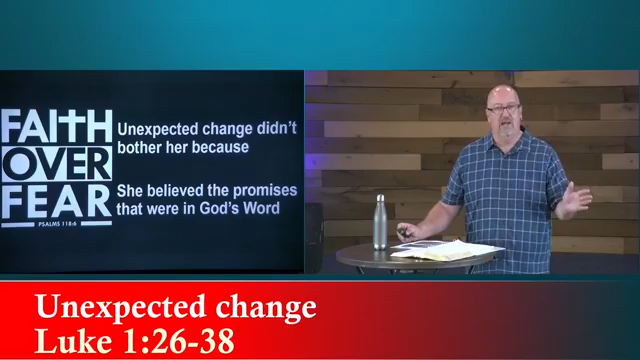 FAITH
OVER
FEAR
PSALMS 118:6
Unexpected change didn't
bother her because
She believed the promises
that were in God's Word
Unexpected change
Luke 1:26-38